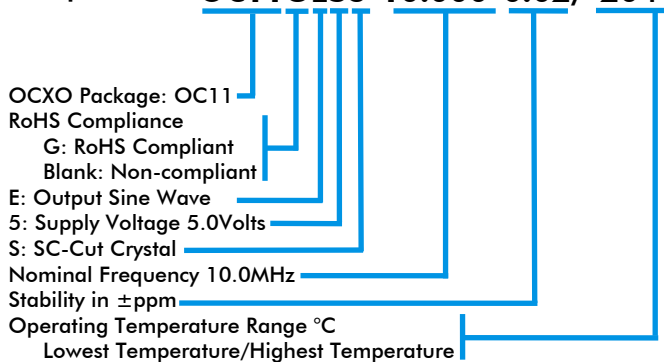 OCXO Package: OC11
RoHS Compliance
G: RoHS Compliant
Blank: Non-compliant
E: Output Sine Wave
5: Supply Voltage 5.0Volts
S: SC-Cut Crystal
Nominal Frequency 10.0MHz
Stability in ±ppm
Operating Temperature Range °C
Lowest Temperature/Highest Temperature